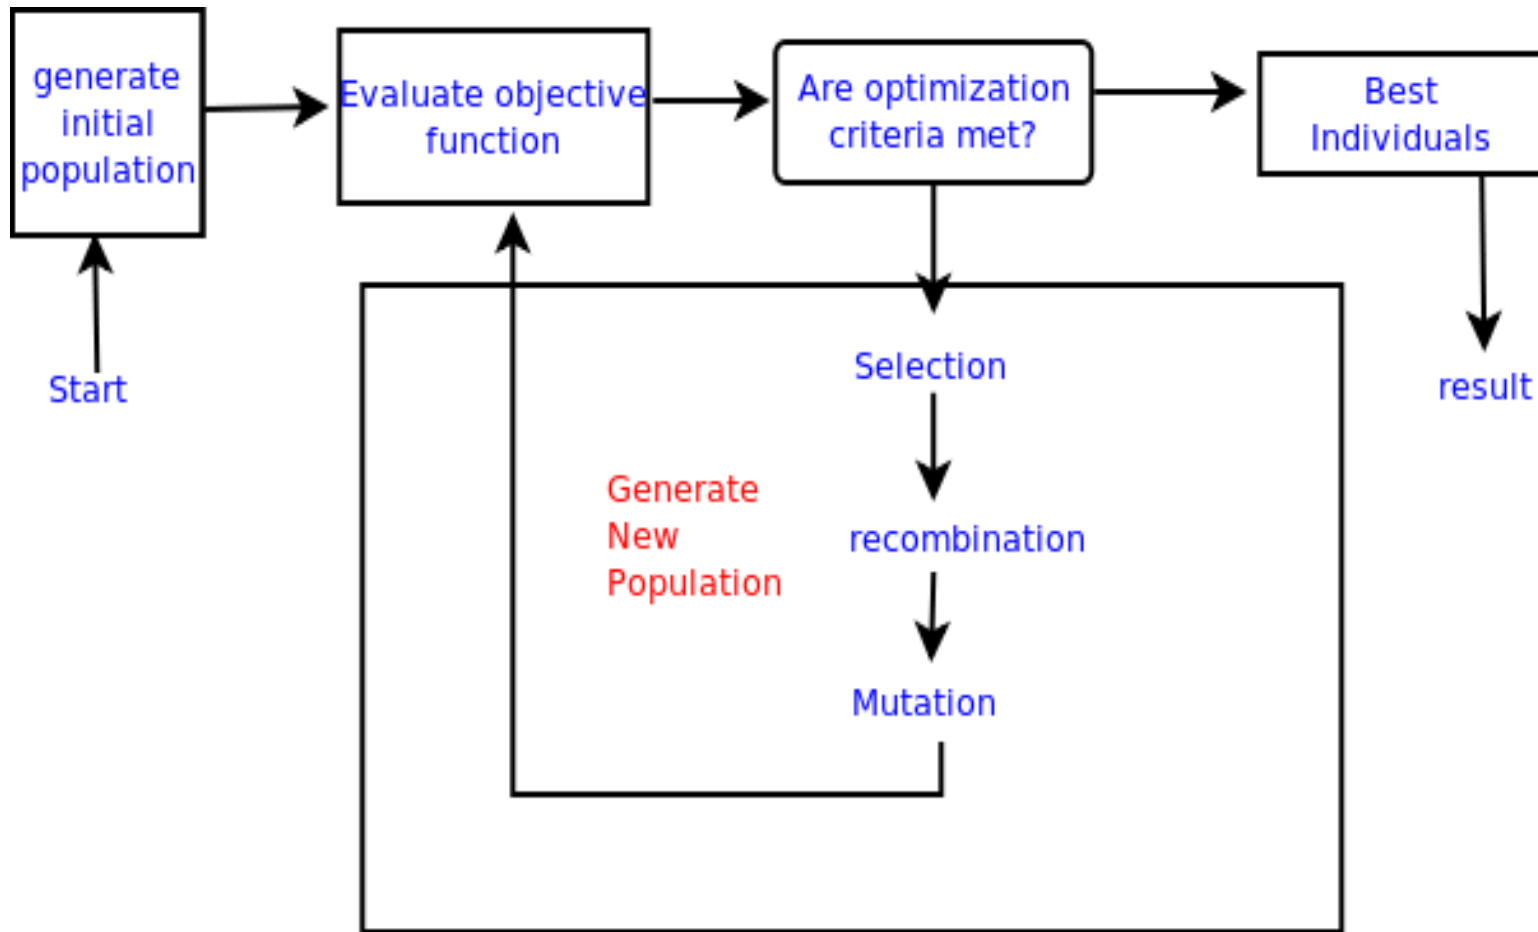 generate
initial
population
Evaluate objective
function
Are optimization
criteria met?
Best
Individuals
Start
result
Selection
Generate
New
Population
recombination
Mutation